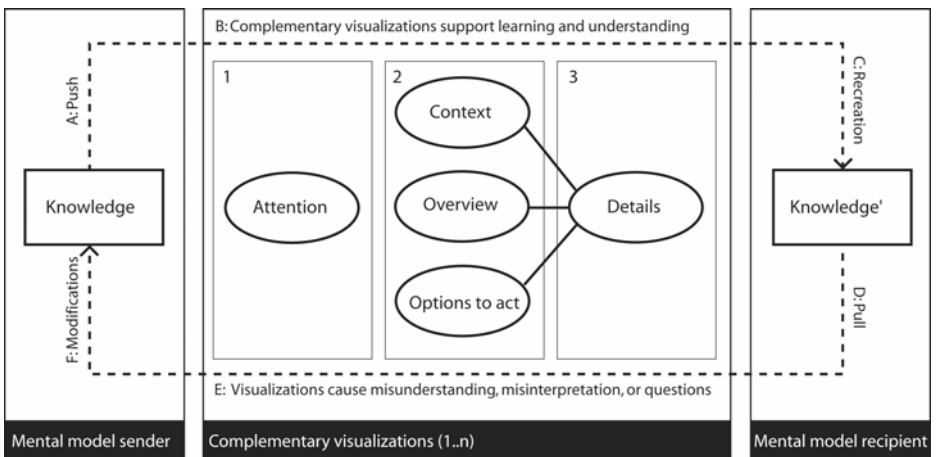 B: Complementary visualizations support learning and understanding
A: Push
1
2
3
C: Recreation
Context
Knowledge
Attention
Overview
Details
Knowledge'
Options to act
F: Modifications
D: Pull
E: Visualizations cause misunderstanding, misinterpretation, or questions
Mental model sender
Complementary visualizations (1..n)
Mental model recipient